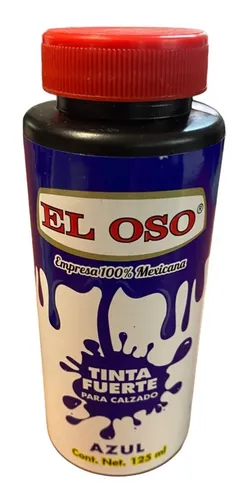 EL OSO®
Empresa 100% Mexicana
TINTA
FUERTE
PARA CALZADO
AZUL
Cont. Net. 125 ml